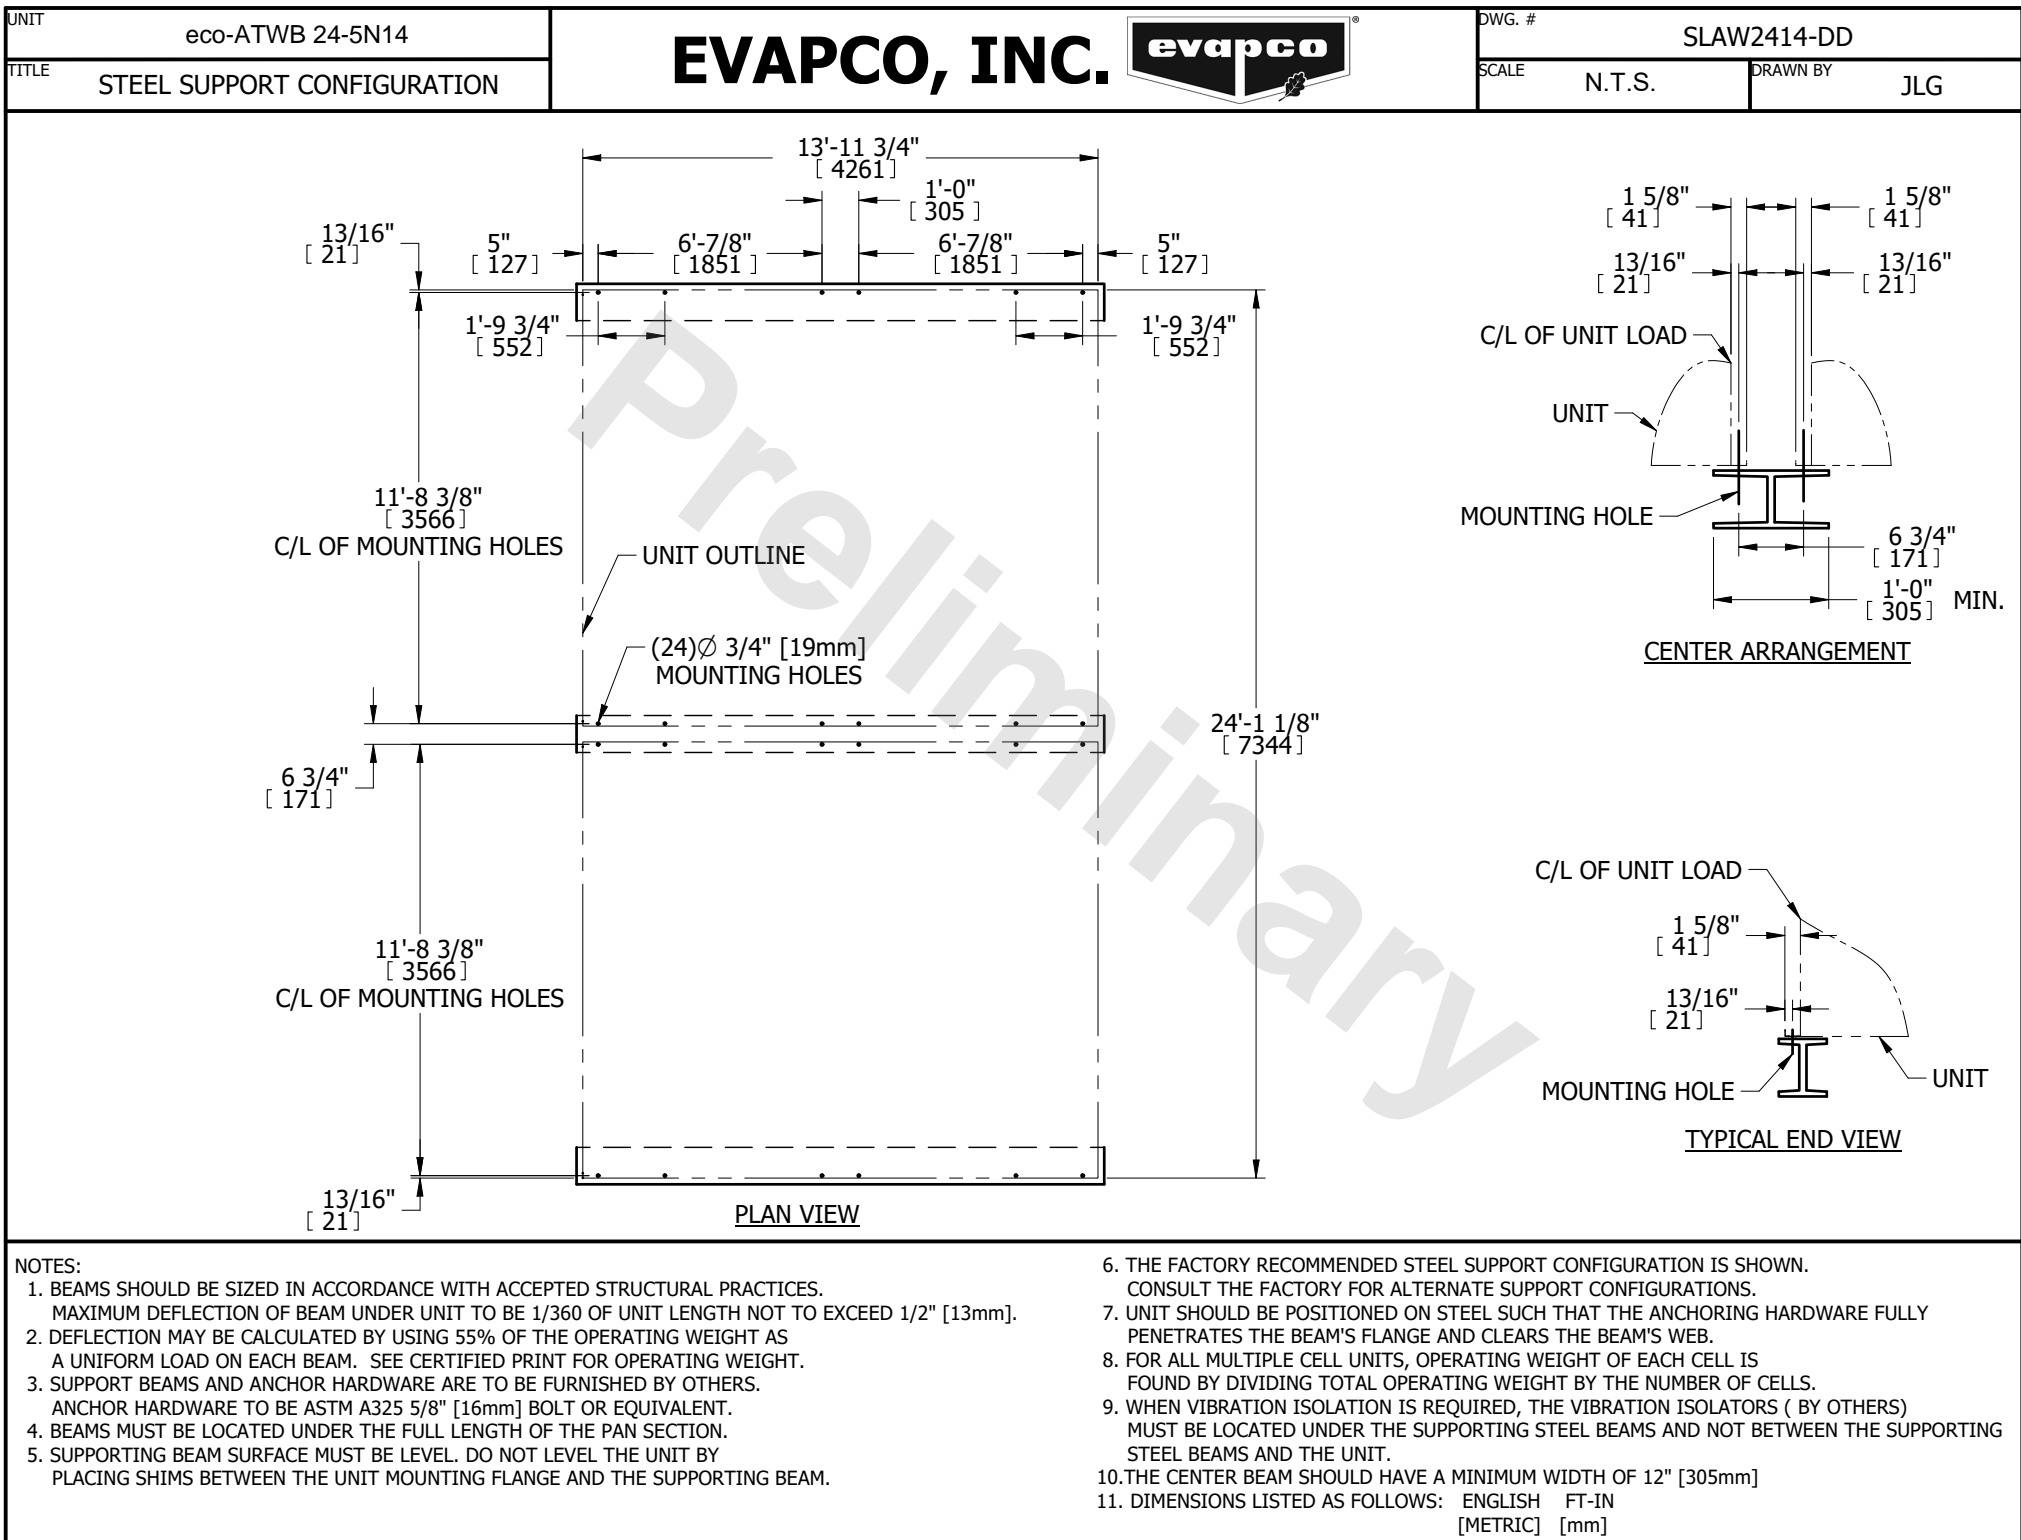 UNIT
eco-ATWB 24-5N14
TITLE
STEEL SUPPORT CONFIGURATION
EVAPCO, INC.
evapco
®
DWG. #
SLAW2414-DD
SCALE
N.T.S.
DRAWN BY
JLG
13'-11 3/4"
[ 4261 ]
1'-0"
[ 305 ]
13/16"
[ 21 ]
5"
[ 127 ]
6'-7/8"
[ 1851 ]
6'-7/8"
[ 1851 ]
5"
[ 127 ]
1'-9 3/4"
[ 552 ]
1'-9 3/4"
[ 552 ]
11'-8 3/8"
[ 3566 ]
C/L OF MOUNTING HOLES
UNIT OUTLINE
(24)∅ 3/4" [19mm]
MOUNTING HOLES
24'-1 1/8"
[ 7344 ]
6 3/4"
[ 171 ]
11'-8 3/8"
[ 3566 ]
C/L OF MOUNTING HOLES
13/16"
[ 21 ]
PLAN VIEW
Preliminary
1 5/8"
[ 41 ]
1 5/8"
[ 41 ]
13/16"
[ 21 ]
13/16"
[ 21 ]
C/L OF UNIT LOAD
UNIT
MOUNTING HOLE
6 3/4"
[ 171 ]
1'-0"
[ 305 ] MIN.
CENTER ARRANGEMENT
C/L OF UNIT LOAD
1 5/8"
[ 41 ]
13/16"
[ 21 ]
MOUNTING HOLE
UNIT
TYPICAL END VIEW
NOTES:
1. BEAMS SHOULD BE SIZED IN ACCORDANCE WITH ACCEPTED STRUCTURAL PRACTICES.
MAXIMUM DEFLECTION OF BEAM UNDER UNIT TO BE 1/360 OF UNIT LENGTH NOT TO EXCEED 1/2" [13mm].
2. DEFLECTION MAY BE CALCULATED BY USING 55% OF THE OPERATING WEIGHT AS
A UNIFORM LOAD ON EACH BEAM. SEE CERTIFIED PRINT FOR OPERATING WEIGHT.
3. SUPPORT BEAMS AND ANCHOR HARDWARE ARE TO BE FURNISHED BY OTHERS.
ANCHOR HARDWARE TO BE ASTM A325 5/8" [16mm] BOLT OR EQUIVALENT.
4. BEAMS MUST BE LOCATED UNDER THE FULL LENGTH OF THE PAN SECTION.
5. SUPPORTING BEAM SURFACE MUST BE LEVEL. DO NOT LEVEL THE UNIT BY
PLACING SHIMS BETWEEN THE UNIT MOUNTING FLANGE AND THE SUPPORTING BEAM.
6. THE FACTORY RECOMMENDED STEEL SUPPORT CONFIGURATION IS SHOWN.
CONSULT THE FACTORY FOR ALTERNATE SUPPORT CONFIGURATIONS.
7. UNIT SHOULD BE POSITIONED ON STEEL SUCH THAT THE ANCHORING HARDWARE FULLY
PENETRATES THE BEAM'S FLANGE AND CLEARS THE BEAM'S WEB.
8. FOR ALL MULTIPLE CELL UNITS, OPERATING WEIGHT OF EACH CELL IS
FOUND BY DIVIDING TOTAL OPERATING WEIGHT BY THE NUMBER OF CELLS.
9. WHEN VIBRATION ISOLATION IS REQUIRED, THE VIBRATION ISOLATORS ( BY OTHERS)
MUST BE LOCATED UNDER THE SUPPORTING STEEL BEAMS AND NOT BETWEEN THE SUPPORTING
STEEL BEAMS AND THE UNIT.
10.THE CENTER BEAM SHOULD HAVE A MINIMUM WIDTH OF 12" [305mm]
11. DIMENSIONS LISTED AS FOLLOWS: ENGLISH FT-IN
[METRIC] [mm]